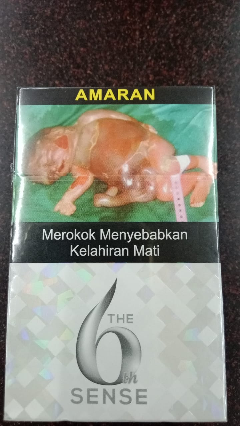 AMARAN
Merokok Menyebabkan
Kelahiran Mati
THE
6th
SENSE